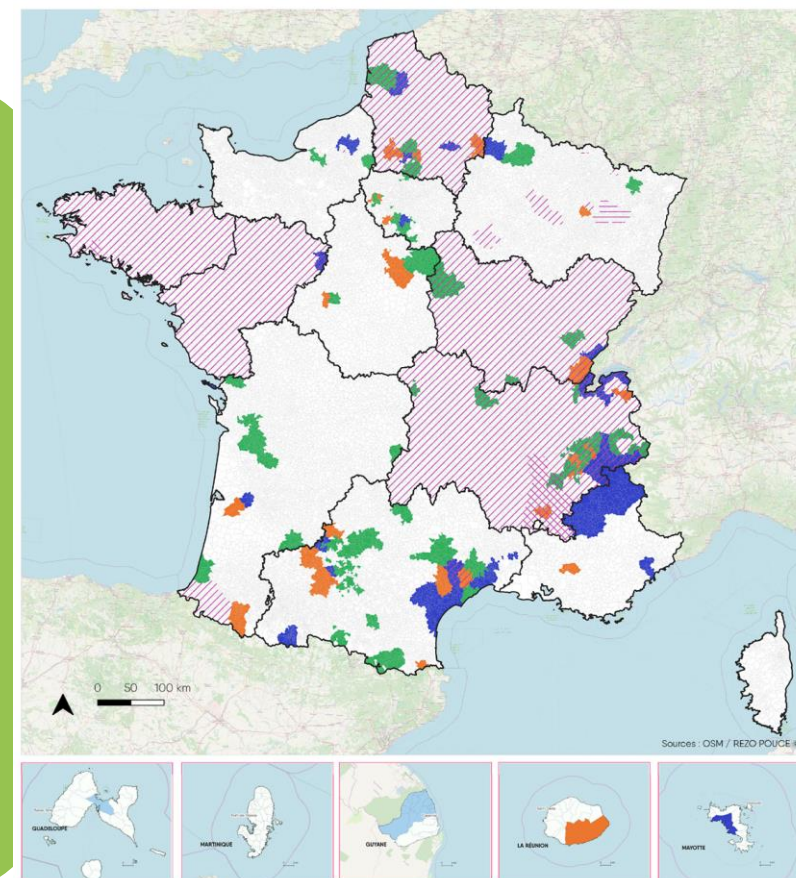 0 50 100 km
Sources : OSM / REZO POUCE ©
GUADELOUPE
MARTINIQUE
GUYANE
LA RÉUNION
MAYOTTE